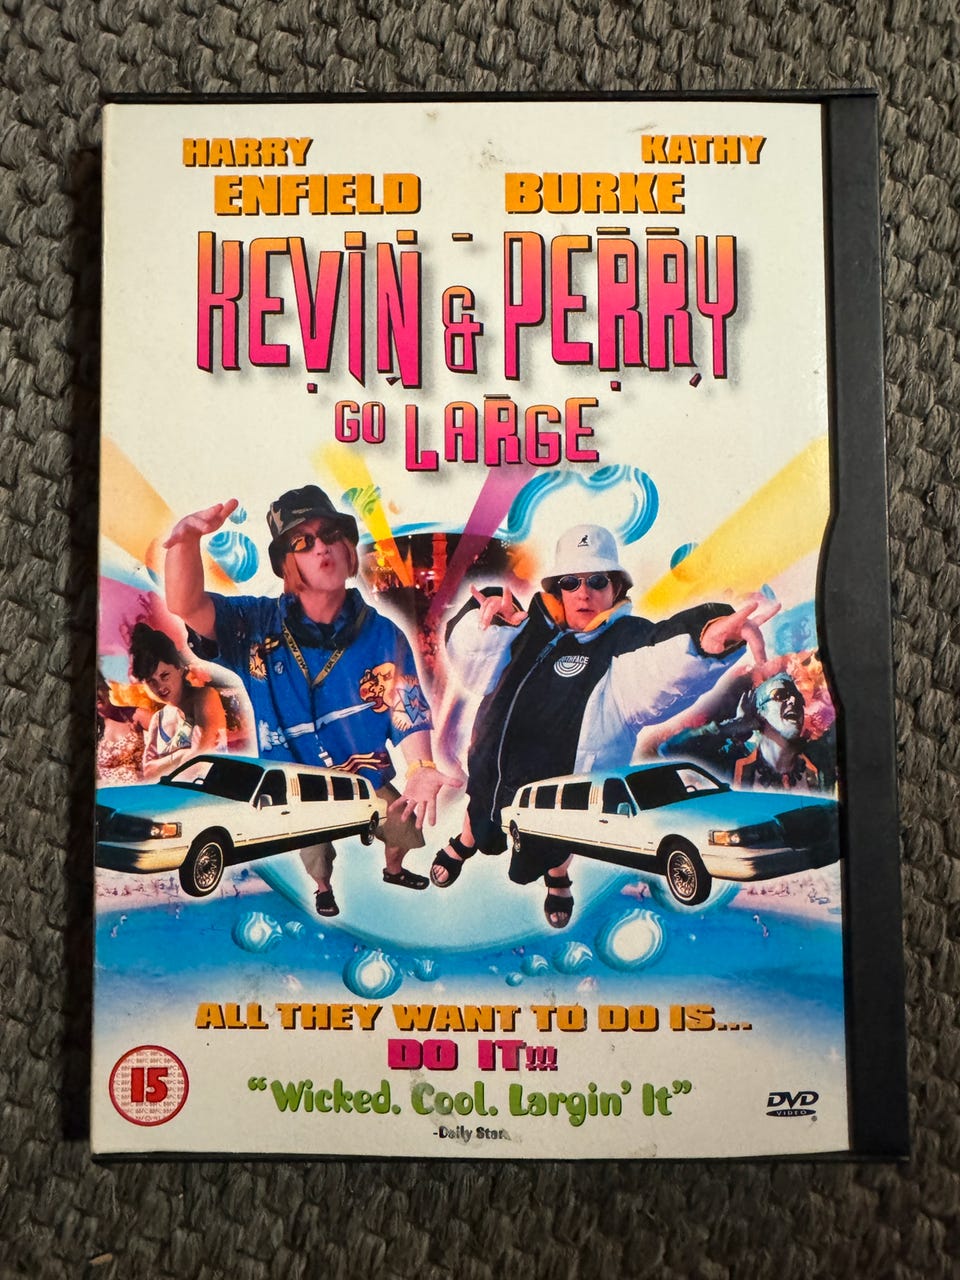 HARRY ENFIELD
KATHY BURKE
KEVIN & PERRY
GO LARGE
ALL THEY WANT TO DO IS...
DO IT!!!
"Wicked. Cool. Largin' It"
-Daily Star
15
DVD
VIDEO